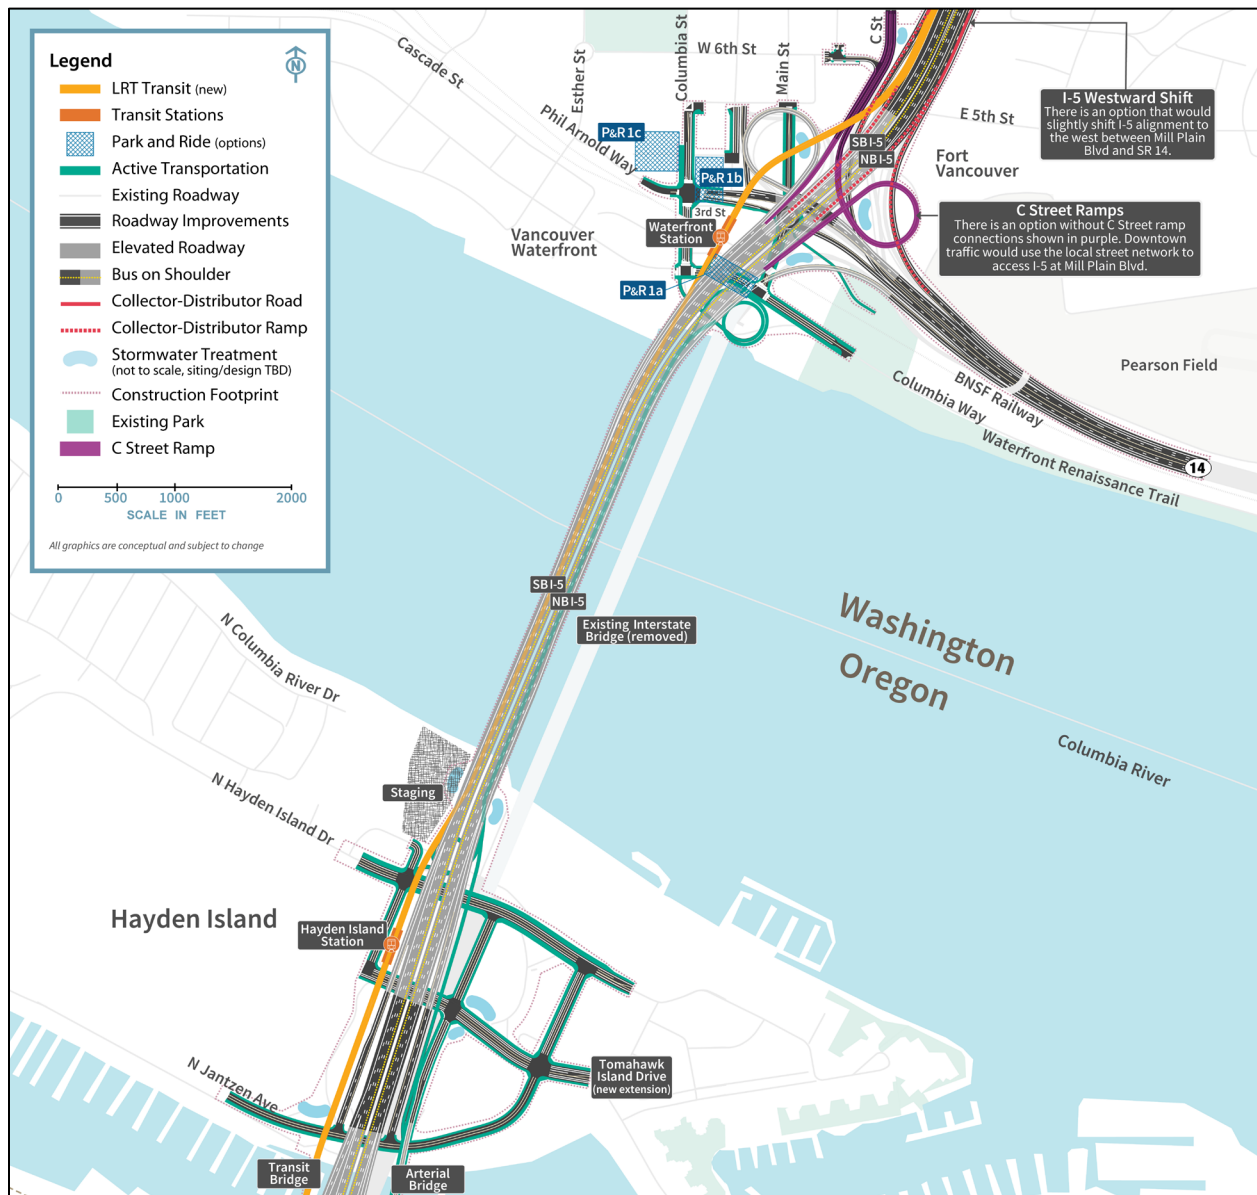 Legend
N
LRT Transit (new)
Transit Stations
Park and Ride (options)
Active Transportation
Existing Roadway
Roadway Improvements
Elevated Roadway
Bus on Shoulder
Collector-Distributor Road
Collector-Distributor Ramp
Stormwater Treatment
(not to scale, siting/design TBD)
Construction Footprint
Existing Park
C Street Ramp
0 500 1000 2000
SCALE IN FEET
All graphics are conceptual and subject to change
Cascade St
Esther St
Columbia St
W 6th St
Main St
C St
Phil Arnold Way
E 5th St
I-5 Westward Shift
There is an option that would
slightly shift I-5 alignment to
the west between Mill Plain
Blvd and SR 14.
P&R 1c
SB I-5
NB I-5
Fort
Vancouver
P&R 1b
3rd St
Waterfront
Station
Vancouver
Waterfront
C Street Ramps
There is an option without C Street ramp
connections shown in purple. Downtown
traffic would use the local street network to
access I-5 at Mill Plain Blvd.
P&R 1a
Pearson Field
BNSF Railway
Columbia Way
Waterfront Renaissance Trail
14
SB I-5
NB I-5
Existing Interstate
Bridge (removed)
Washington
Oregon
Columbia River
N Columbia River Dr
N Hayden Island Dr
Staging
Hayden Island
Hayden Island
Station
Tomahawk
Island Drive
(new extension)
N Jantzen Ave
Transit
Bridge
Arterial
Bridge